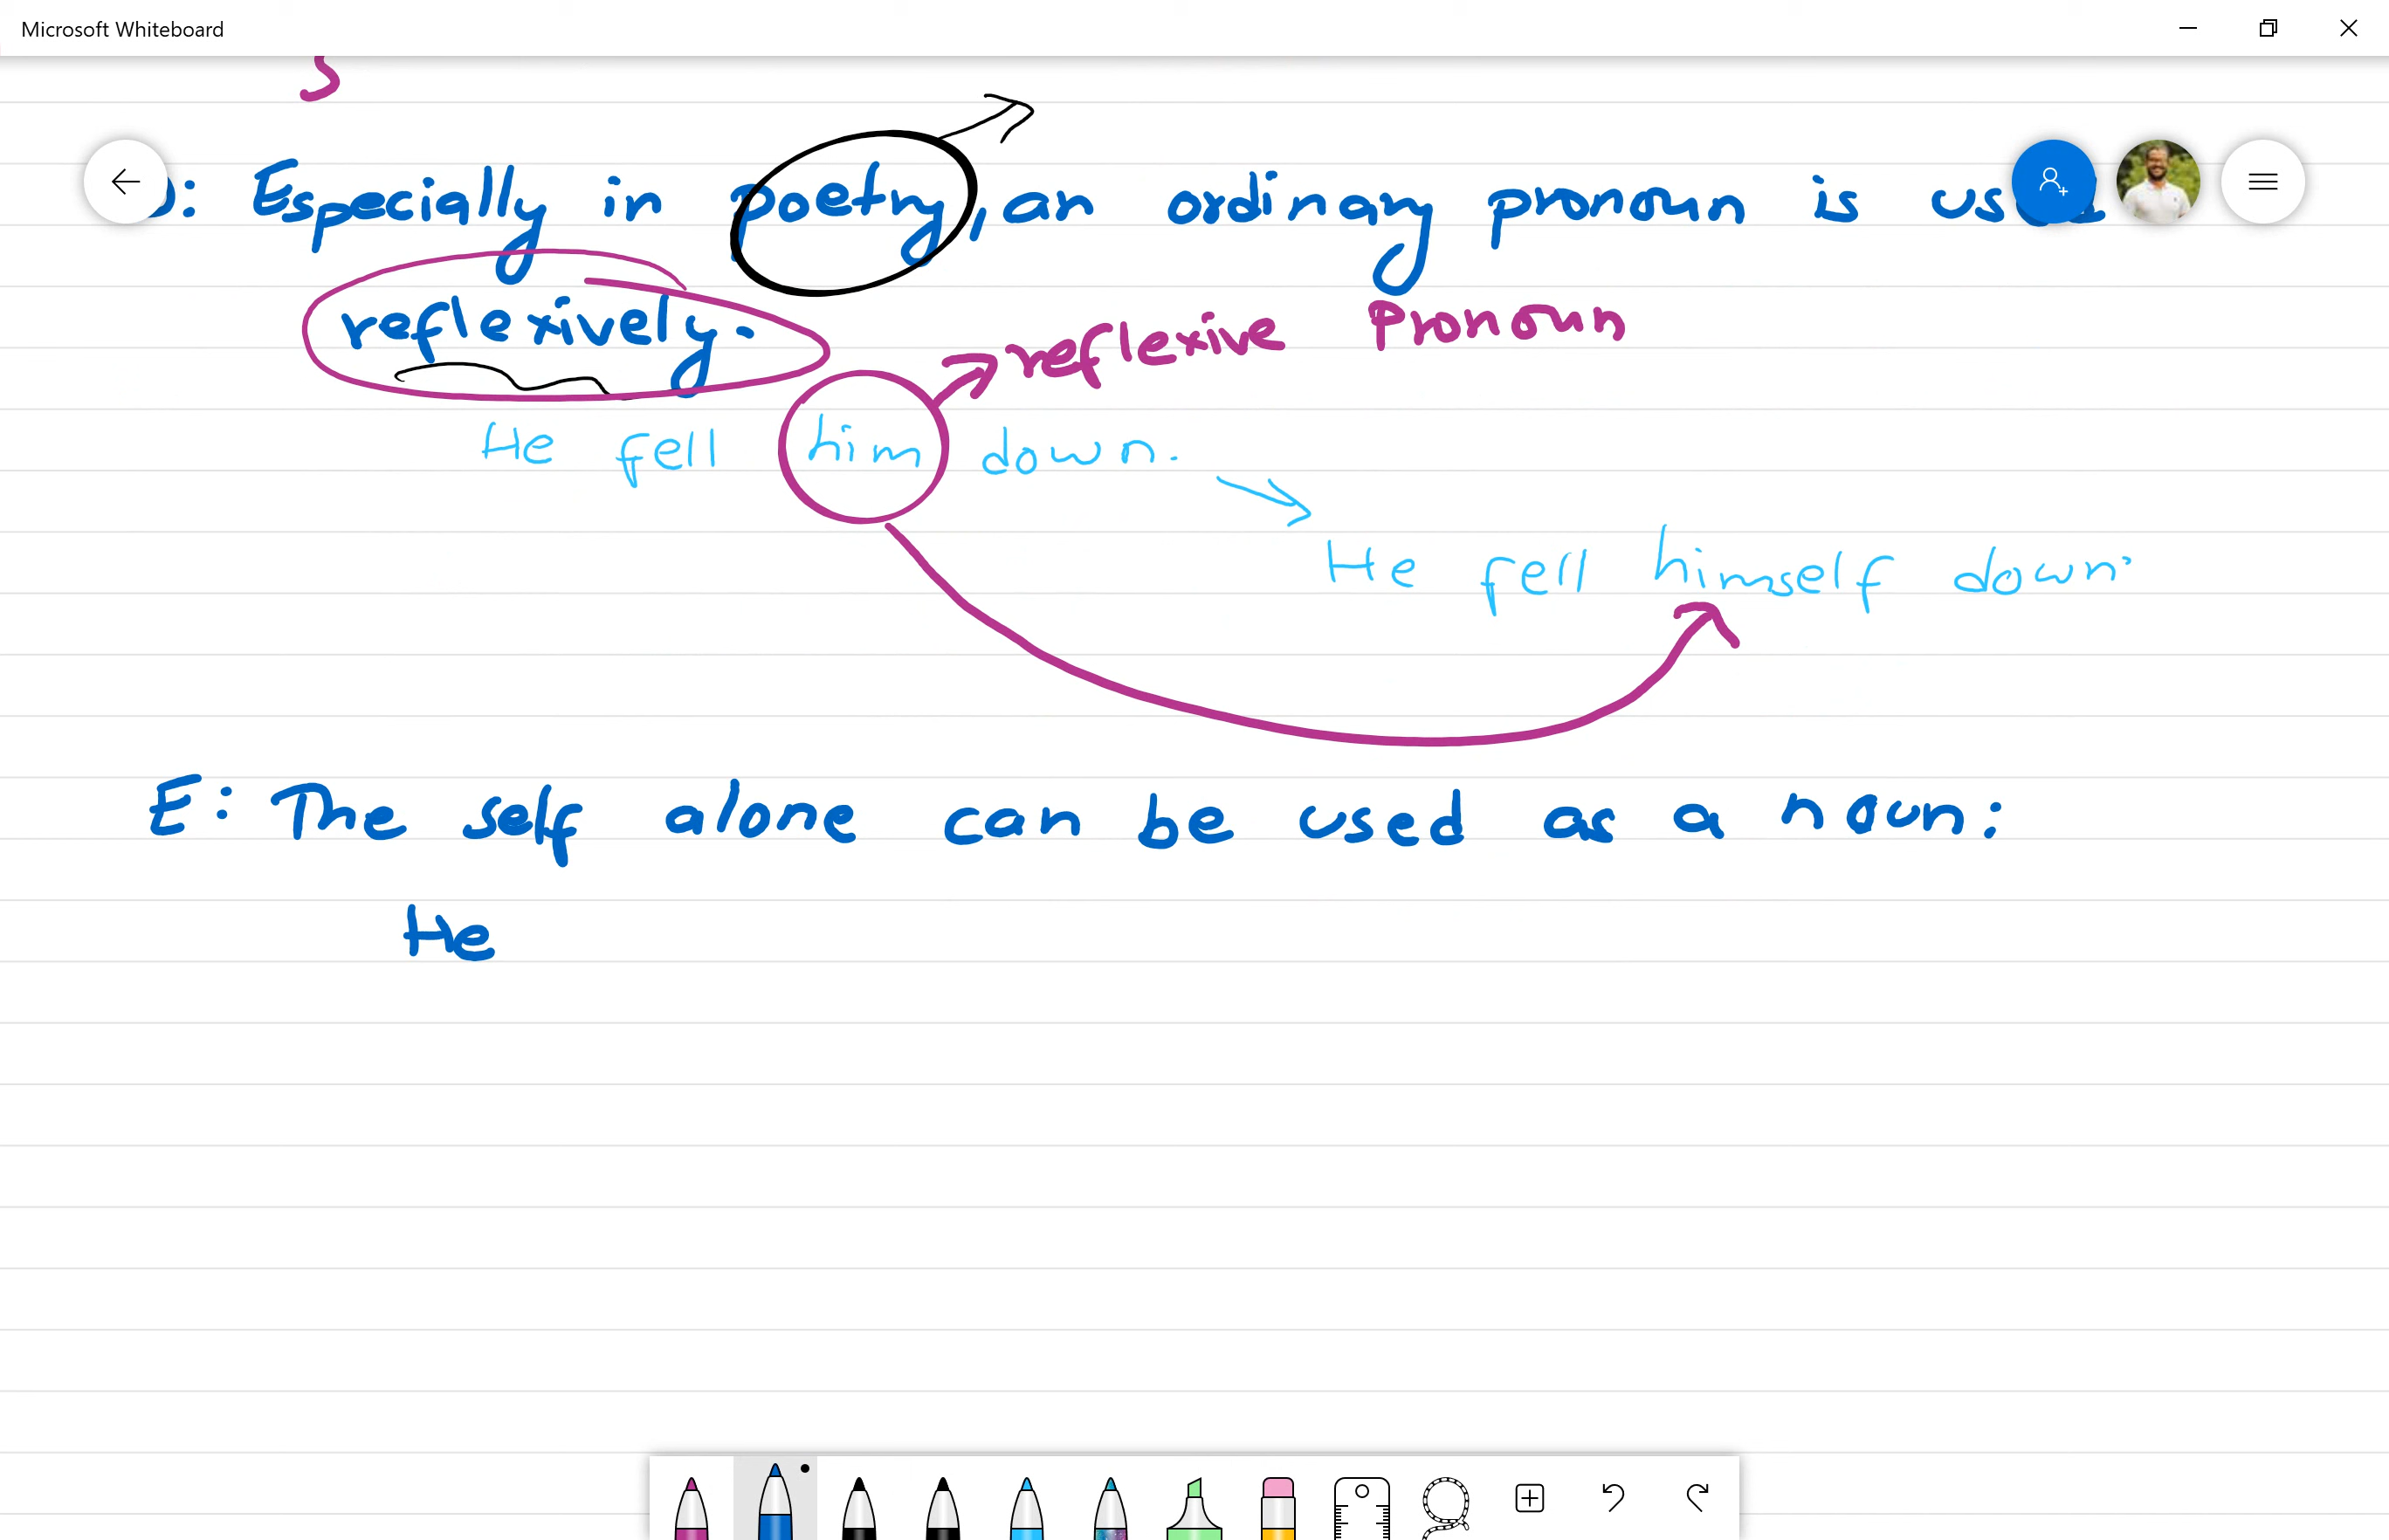 Microsoft Whiteboard
s
D: Especially in poetry, an ordinary pronoun is used
reflexively.
reflexive Pronoun
He fell him down.
He fell himself down.
E: The self alone can be used as a noun:
He